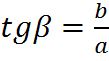 tgβ = b/a